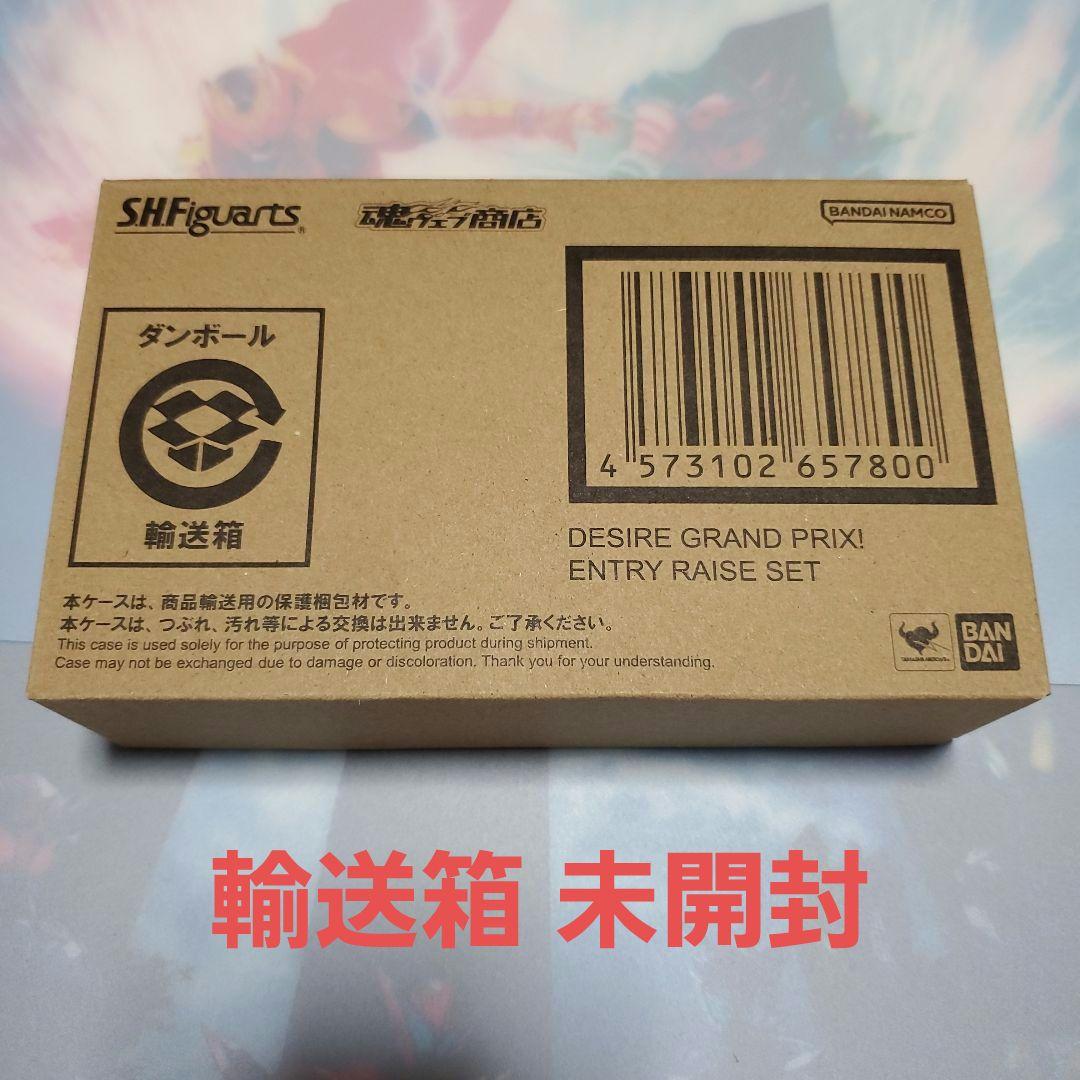 S.H.Figuarts®
魂ウェブ商店
BANDAI NAMCO
ダンボール
輸送箱
4 573102 657800
DESIRE GRAND PRIX!
ENTRY RAISE SET
本ケースは、商品輸送用の保護梱包材です。
本ケースは、つぶれ、汚れ等による交換は出来ません。ご了承ください。
This case is used solely for the purpose of protecting product during shipment.
Case may not be exchanged due to damage or discoloration. Thank you for your understanding.
BAN
DAI
輸送箱 未開封